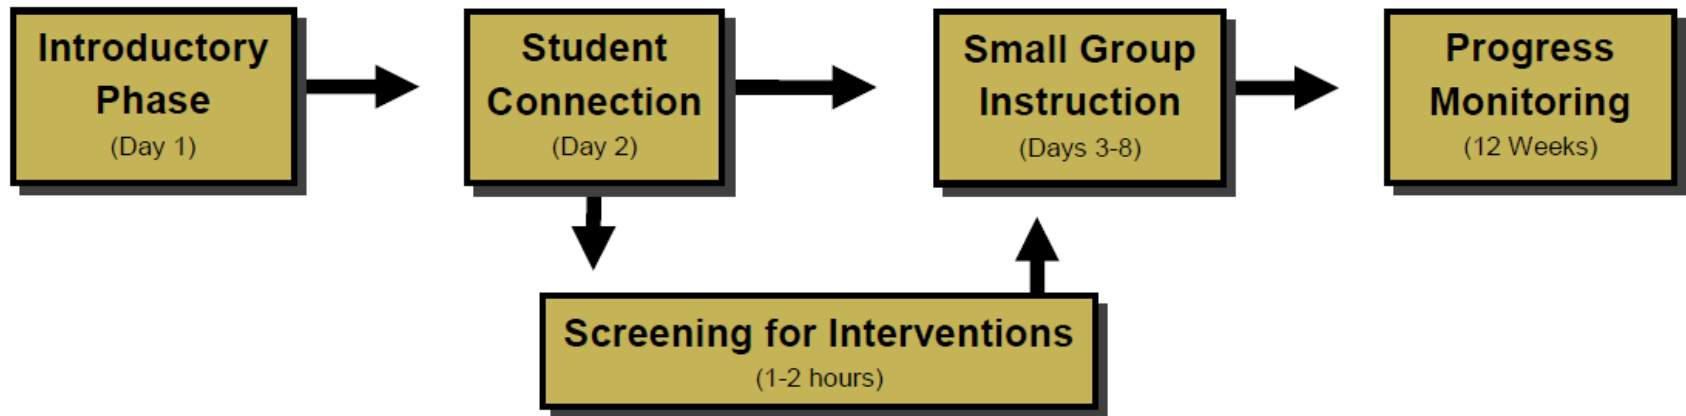 Introductory
Phase
(Day 1)
Student
Connection
(Day 2)
Small Group
Instruction
(Days 3-8)
Progress
Monitoring
(12 Weeks)
Screening for Interventions
(1-2 hours)